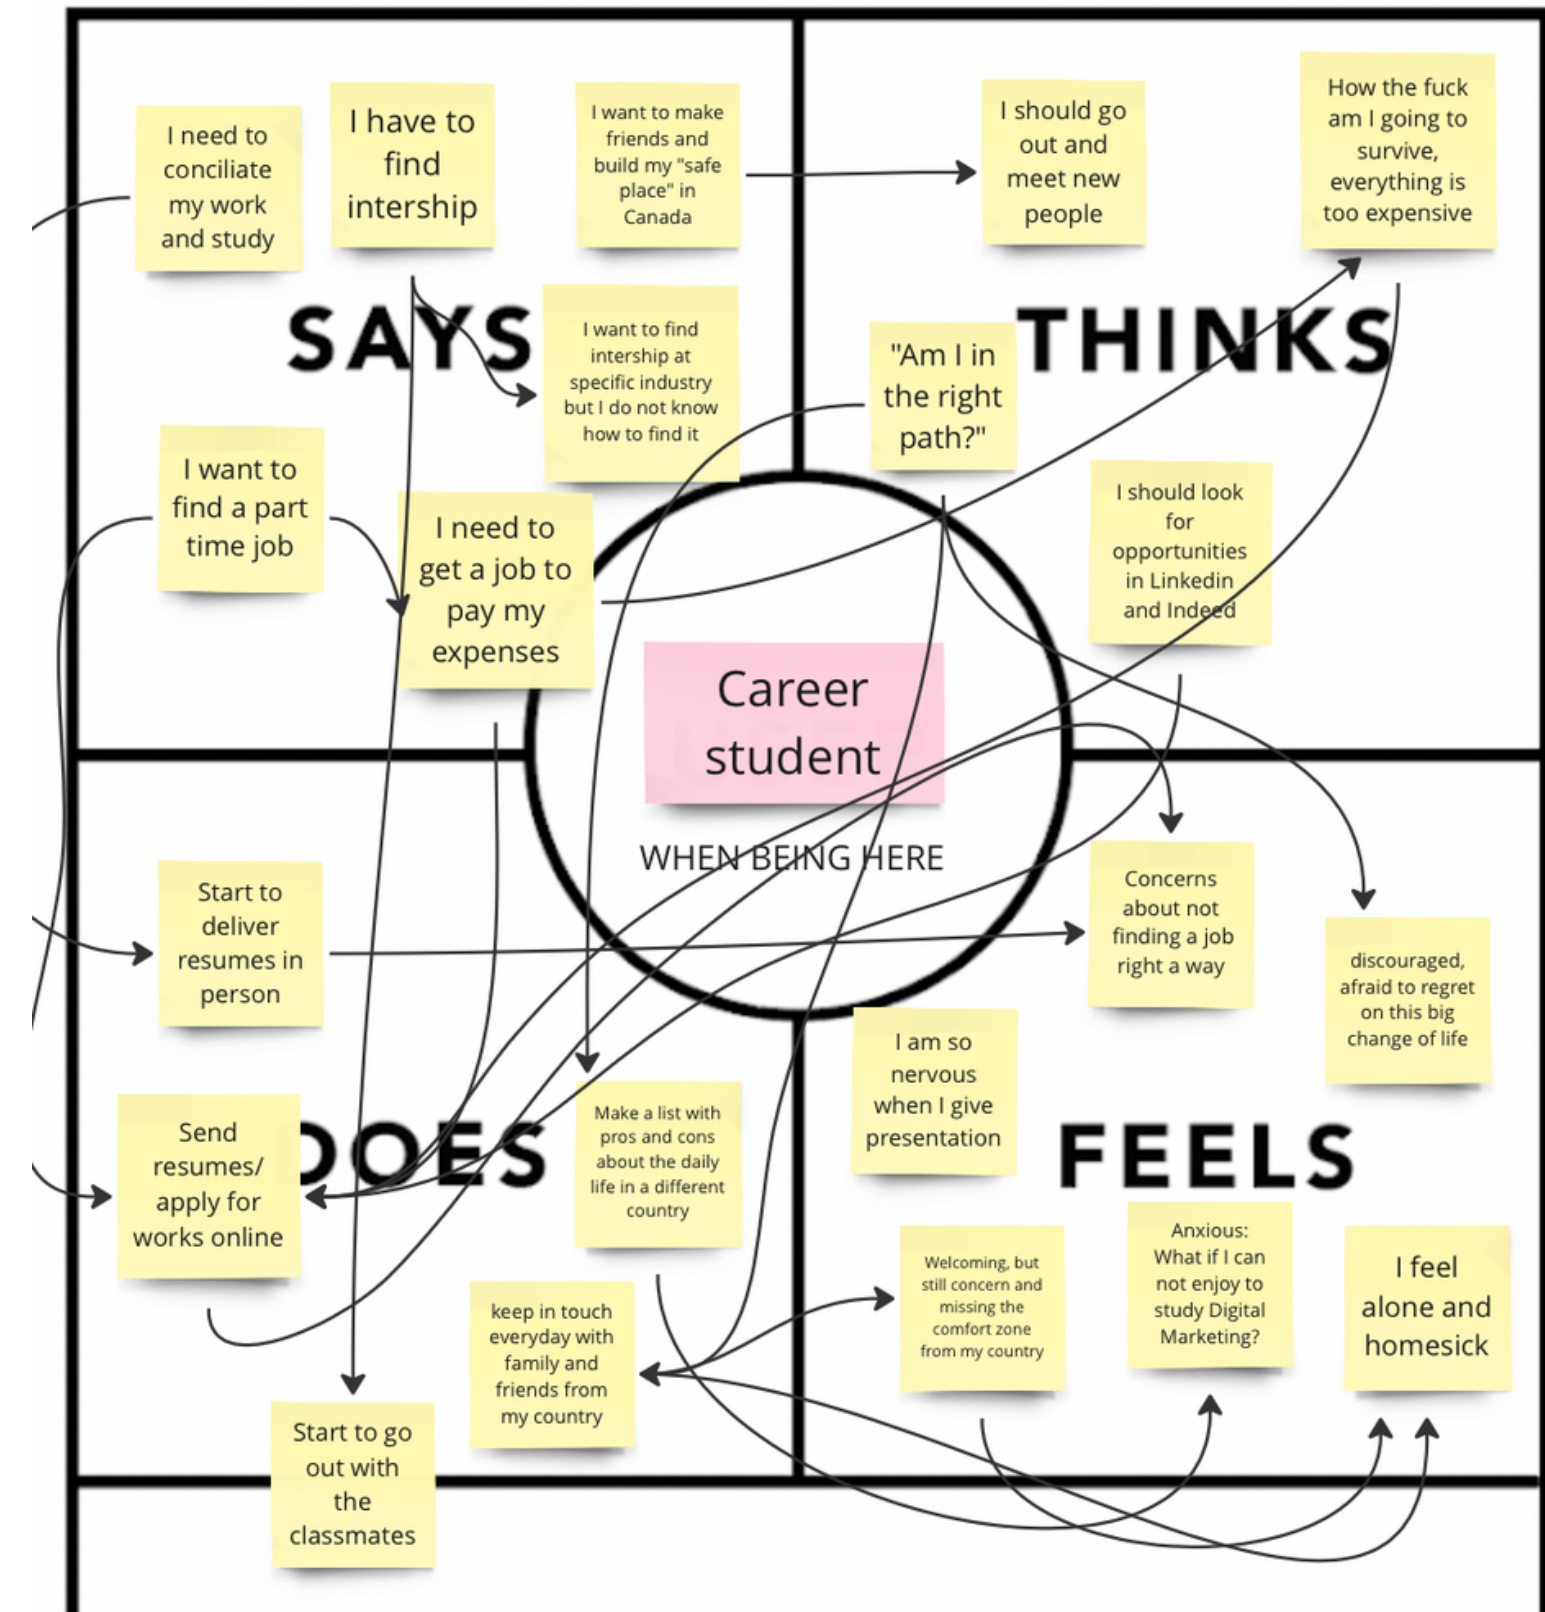 I need to
conciliate
my work
and study
I have to
find
intership
I want to make
friends and
build my "safe
place" in
Canada
SAYS
I want to find
intership at
specific industry
but I do not know
how to find it
I want to
find a part
time job
I need to
get a job to
pay my
expenses
I should go
out and
meet new
people
How the fuck
am I going to
survive,
everything is
too expensive
THINKS
"Am I in
the right
path?"
I should look
for
opportunities
in Linkedin
and Indeed
Career
student
WHEN BEING HERE
Start to
deliver
resumes in
person
DOES
Send
resumes/
apply for
works online
Make a list with
pros and cons
about the daily
life in a different
country
keep in touch
everyday with
family and
friends from
my country
Start to go
out with
the
classmates
Concerns
about not
finding a job
right a way
discouraged,
afraid to regret
on this big
change of life
I am so
nervous
when I give
presentation
FEELS
Welcoming, but
still concern and
missing the
comfort zone
from my country
Anxious:
What if I can
not enjoy to
study Digital
Marketing?
I feel
alone and
homesick